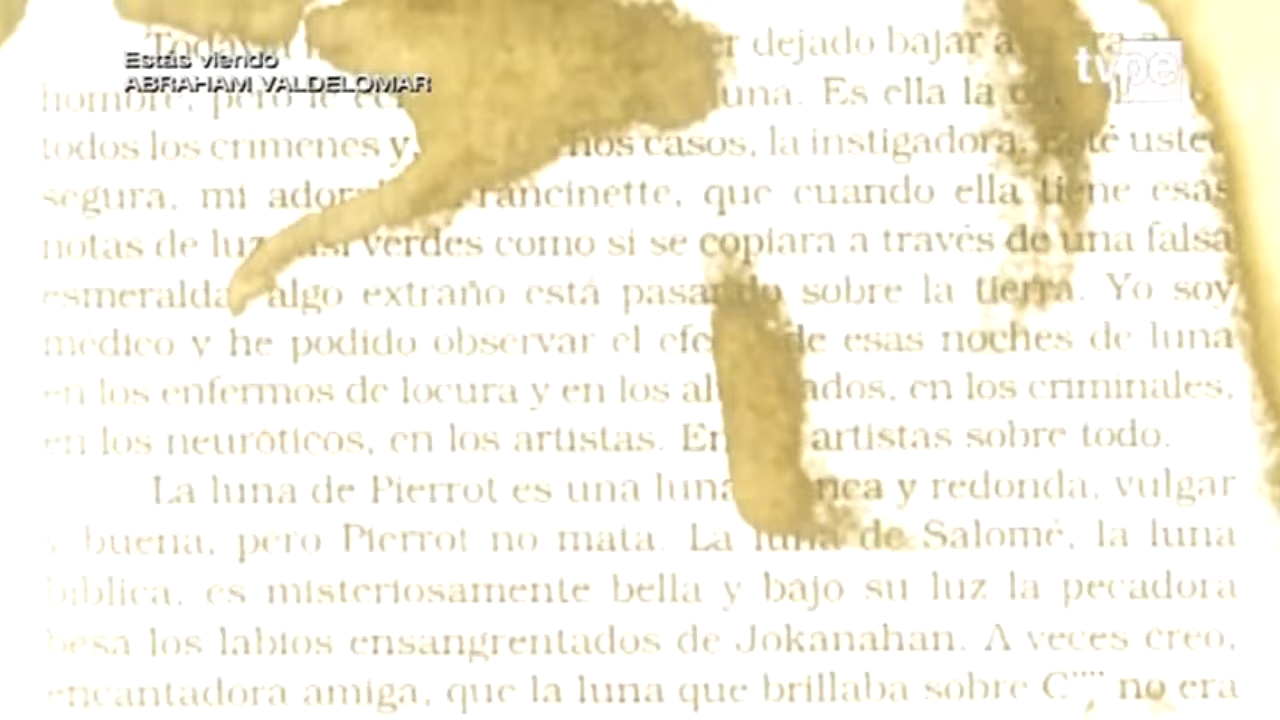 Estás viendo
ABRAHAM VALDELOMAR
tvpe
dejado bajar
hombre, pero le luna. Es ella la
todos los crímenes y, casos, la instigadora. usted
segura, mi que cuando ella tiene esas
notas de luz verdes como si se copiara a través de una falsa
esmeralda algo extraño está pasando sobre la tierra. Yo soy
médico y he podido observar el de esas noches de luna
en los enfermos de locura y en los en los criminales,
en los neuróticos, en los artistas. En artistas sobre todo.
La luna de Pierrot es una luna y redonda, vulgar
y buena, pero Pierrot no mata. La luna de Salomé, la luna
bíblica, es misteriosamente bella y bajo su luz la pecadora
besa los labios ensangrentados de Jokanahan. A veces creo,
encantadora amiga, que la luna que brillaba sobre no era